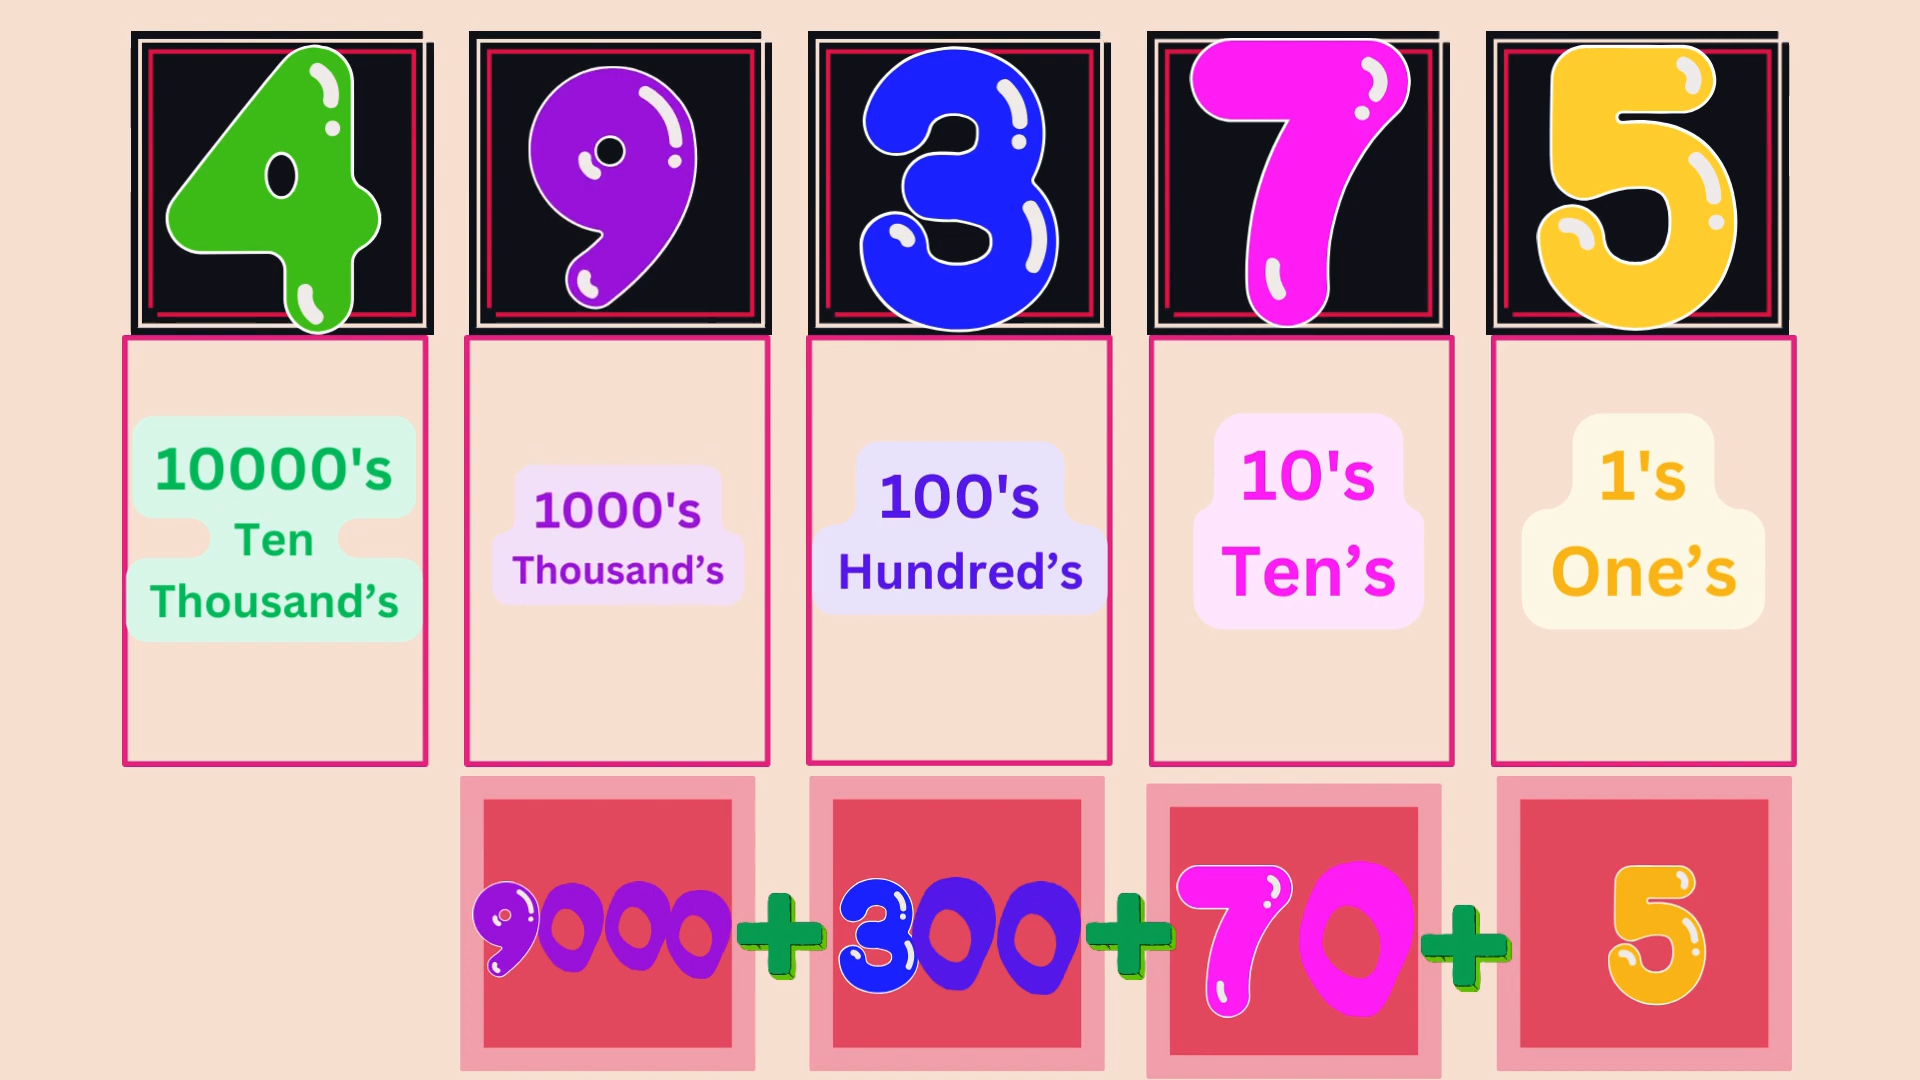 4 9 3 7 5
10000's
Ten
Thousand’s
1000's
Thousand’s
100's
Hundred’s
10's
Ten’s
1's
One’s
9000 + 300 + 70 + 5